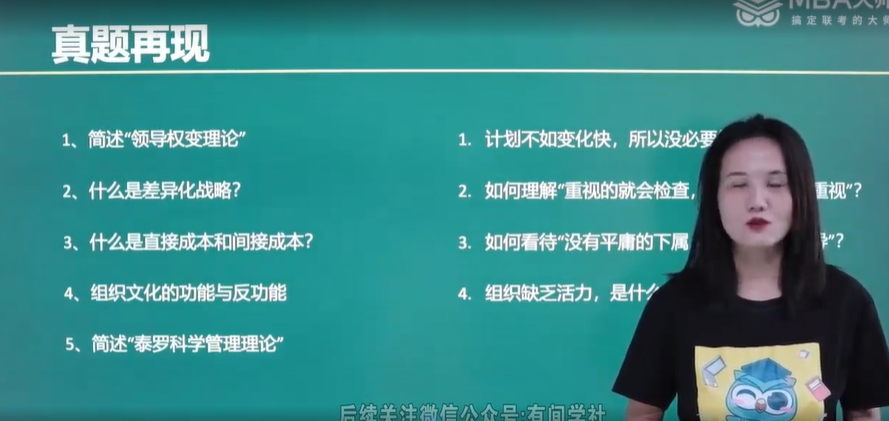 MBA大师
搞定联考的大师
真题再现
1、简述“领导权变理论”
2、什么是差异化战略？
3、什么是直接成本和间接成本？
4、组织文化的功能与反功能
5、简述“泰罗科学管理理论”
1. 计划不如变化快，所以没必要
2. 如何理解“重视的就会检查，重视”？
3. 如何看待“没有平庸的下属”？
4. 组织缺乏活力，是什么
后续关注微信公众号:有间学社